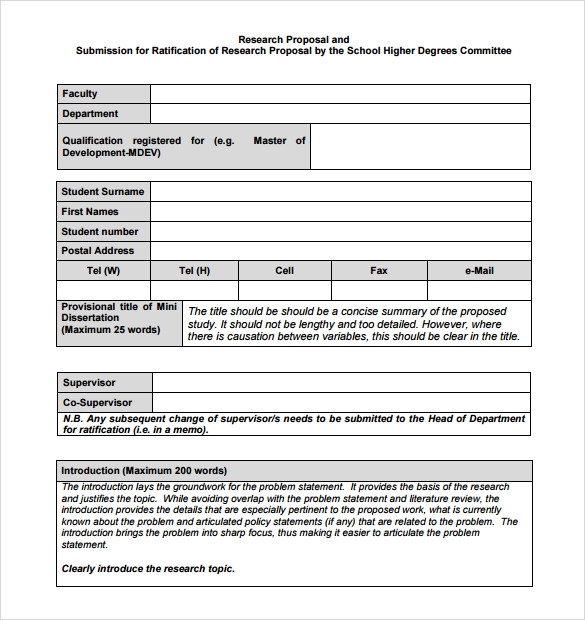 Research Proposal and
Submission for Ratification of Research Proposal by the School Higher Degrees Committee
Faculty
Department
Qualification registered for (e.g. Master of
Development-MDEV)
Student Surname
First Names
Student number
Postal Address
Tel (W) Tel (H) Cell Fax e-Mail
Provisional title of Mini
Dissertation
(Maximum 25 words)
The title should be should be a concise summary of the proposed
study. It should not be lengthy and too detailed. However, where
there is causation between variables, this should be clear in the title.
Supervisor
Co-Supervisor
N.B. Any subsequent change of supervisor/s needs to be submitted to the Head of Department
for ratification (i.e. in a memo).
Introduction (Maximum 200 words)
The introduction lays the groundwork for the problem statement. It provides the basis of the research
and justifies the topic. While avoiding overlap with the problem statement and literature review, the
introduction provides the details that are especially pertinent to the proposed work, what is currently
known about the problem and articulated policy statements (if any) that are related to the problem. The
introduction brings the problem into sharp focus, thus making it easier to articulate the problem
statement.
Clearly introduce the research topic.